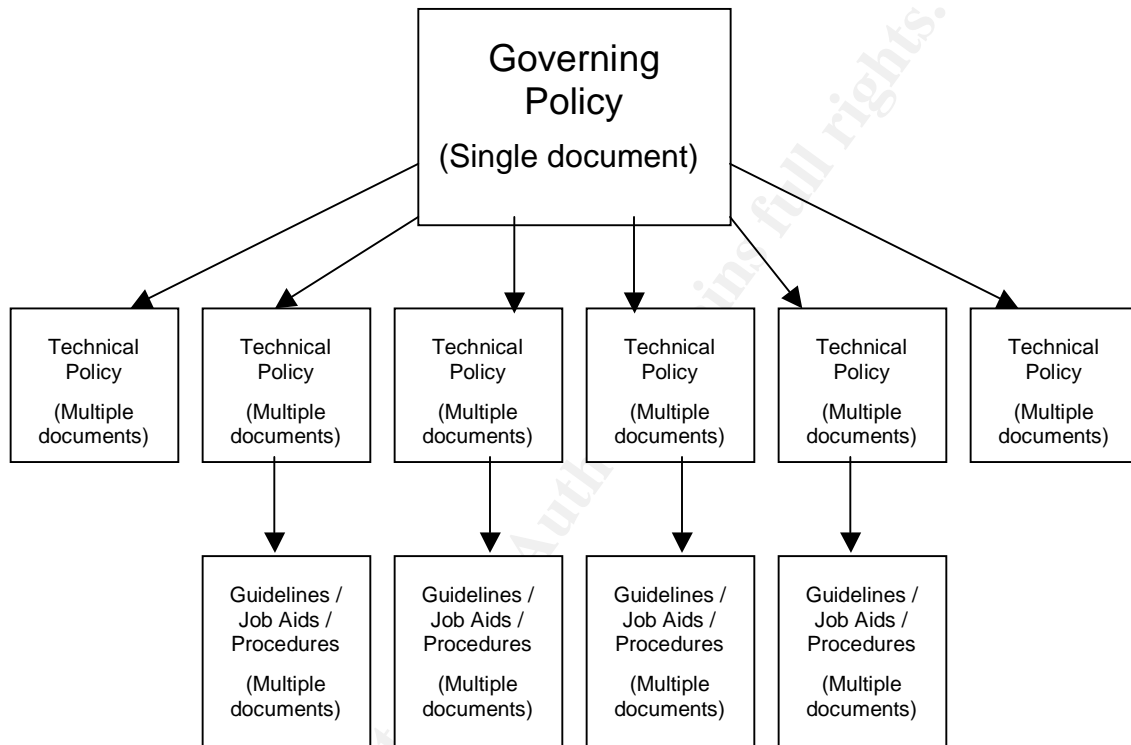 Governing
Policy
(Single document)
Technical
Policy
(Multiple
documents)
Technical
Policy
(Multiple
documents)
Technical
Policy
(Multiple
documents)
Technical
Policy
(Multiple
documents)
Technical
Policy
(Multiple
documents)
Technical
Policy
(Multiple
documents)
Guidelines /
Job Aids /
Procedures
(Multiple
documents)
Guidelines /
Job Aids /
Procedures
(Multiple
documents)
Guidelines /
Job Aids /
Procedures
(Multiple
documents)
Guidelines /
Job Aids /
Procedures
(Multiple
documents)
full rights.